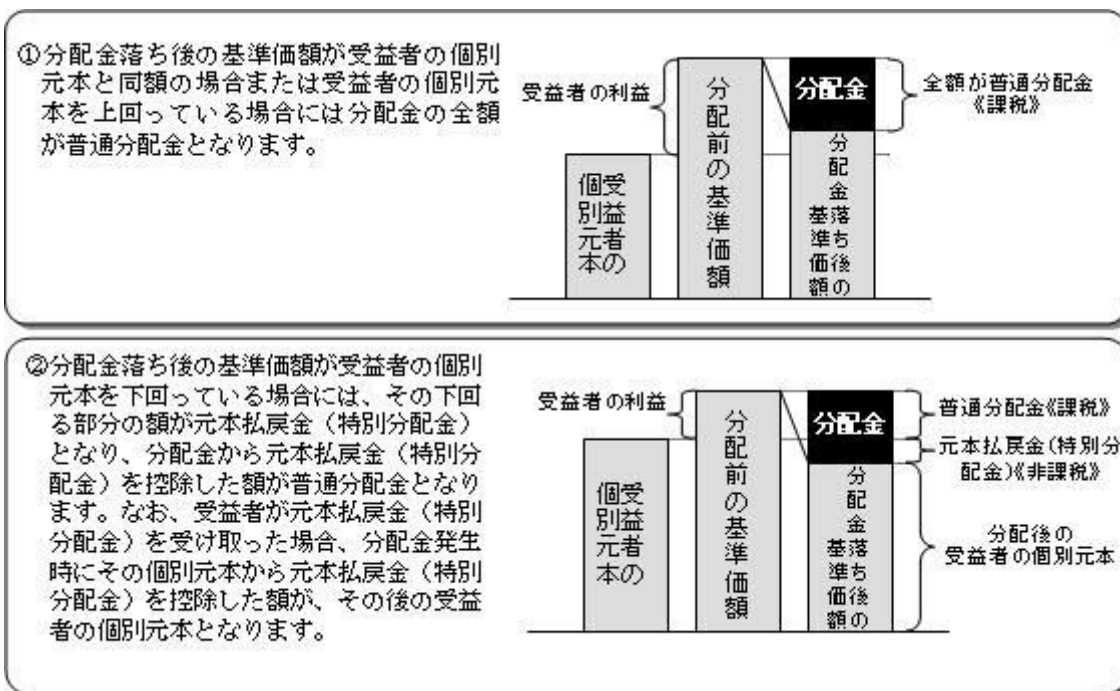 ①分配金落ち後の基準価額が受益者の個別
元本と同額の場合または受益者の個別元
本を上回っている場合には分配金の全額
が普通分配金となります。
受益者の利益
受益者の
個別元本
分配前の基準価額
分配金
分配金落ち後の
基準価額
全額が普通分配金
《課税》
②分配金落ち後の基準価額が受益者の個別
元本を下回っている場合には、その下回
る部分の額が元本払戻金（特別分配金）
となり、分配金から元本払戻金（特別分
配金）を控除した額が普通分配金となり
ます。なお、受益者が元本払戻金（特別
分配金）を受け取った場合、分配金発生
時にその個別元本から元本払戻金（特別
分配金）を控除した額が、その後の受益
者の個別元本となります。
受益者の利益
受益者の
個別元本
分配前の基準価額
分配金
分配金落ち後の
基準価額
普通分配金《課税》
元本払戻金(特別分
配金)《非課税》
分配後の
受益者の個別元本